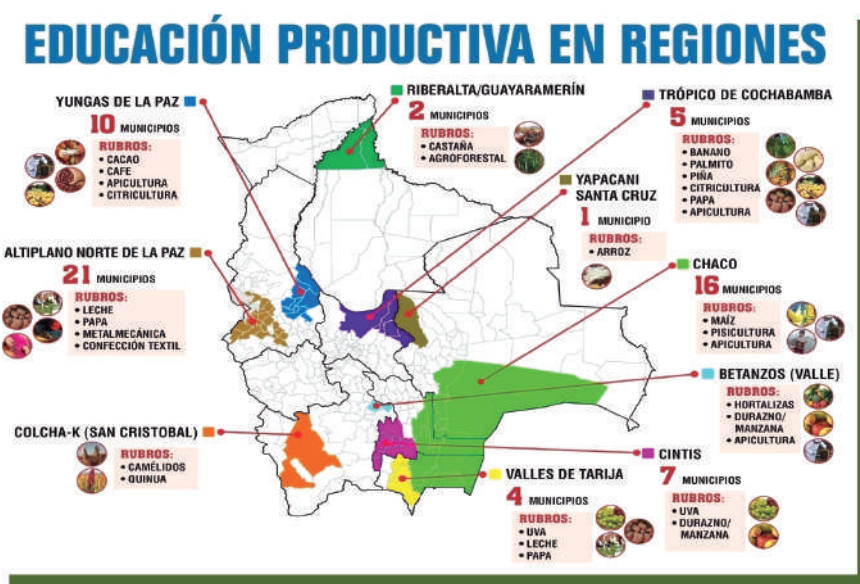 EDUCACIÓN PRODUCTIVA EN REGIONES
YUNGAS DE LA PAZ
10 MUNICIPIOS
RUBROS:
• CACAO
• CAFE
• APICULTURA
• CITRICULTURA
RIBERALTA/GUAYARAMERÍN
2 MUNICIPIOS
RUBROS:
• CASTAÑA
• AGROFORESTAL
TRÓPICO DE COCHABAMBA
5 MUNICIPIOS
RUBROS:
• BANANO
• PALMITO
• PIÑA
• CITRICULTURA
• PAPA
• APICULTURA
YAPACANI
SANTA CRUZ
1 MUNICIPIO
RUBROS:
• ARROZ
ALTIPLANO NORTE DE LA PAZ
21 MUNICIPIOS
RUBROS:
• LECHE
• PAPA
• METALMECÁNICA
• CONFECCIÓN TEXTIL
CHACO
16 MUNICIPIOS
RUBROS:
• MAÍZ
• PISICULTURA
• APICULTURA
BETANZOS (VALLE)
RUBROS:
• HORTALIZAS
• DURAZNO/
MANZANA
• APICULTURA
COLCHA-K (SAN CRISTOBAL)
RUBROS:
• CAMÉLIDOS
• QUINUA
CINTIS
7 MUNICIPIOS
RUBROS:
• UVA
• DURAZNO/
MANZANA
VALLES DE TARIJA
4 MUNICIPIOS
RUBROS:
• UVA
• LECHE
• PAPA